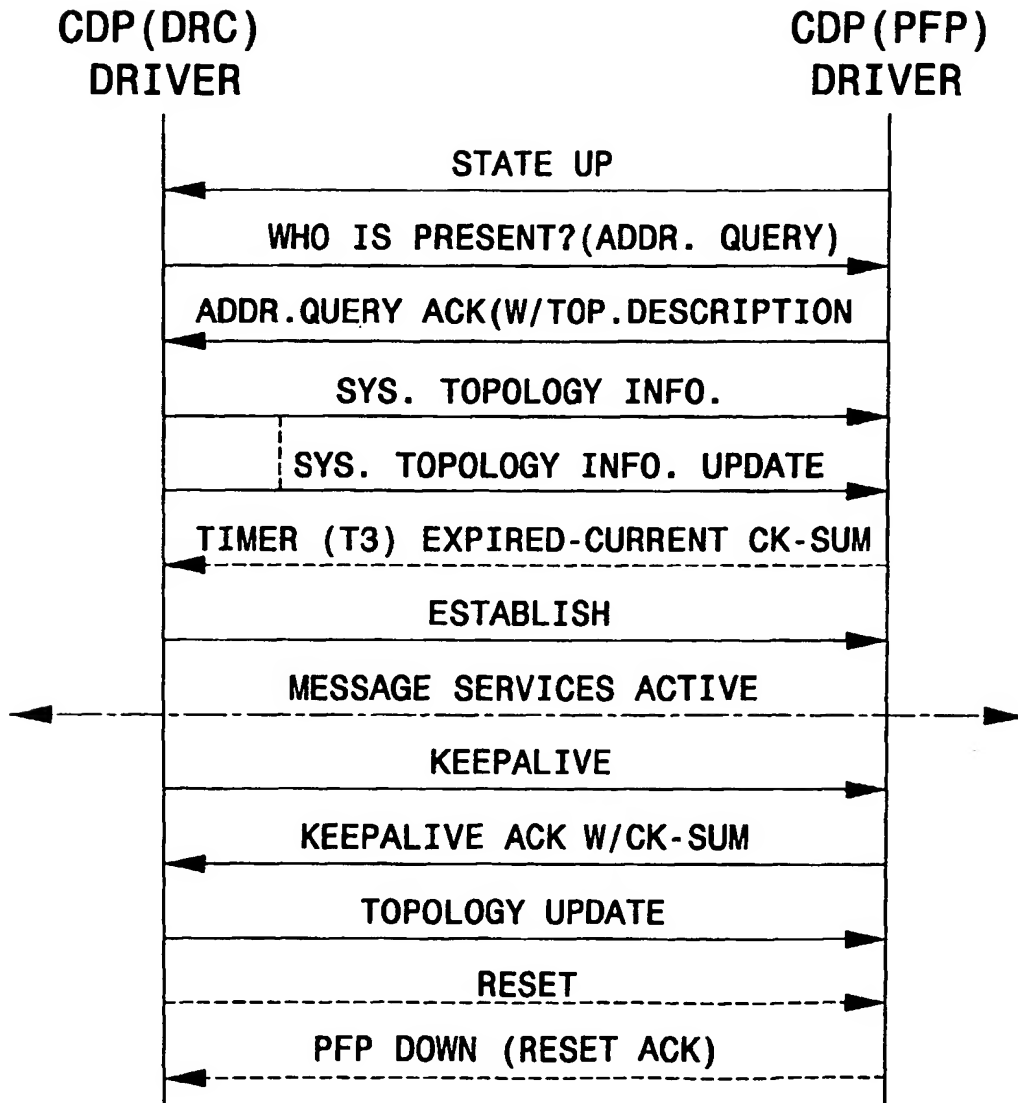 CDP(DRC)
DRIVER
CDP(PFP)
DRIVER
STATE UP
WHO IS PRESENT?(ADDR. QUERY)
ADDR.QUERY ACK(W/TOP.DESCRIPTION
SYS. TOPOLOGY INFO.
SYS. TOPOLOGY INFO. UPDATE
TIMER (T3) EXPIRED-CURRENT CK-SUM
ESTABLISH
MESSAGE SERVICES ACTIVE
KEEPALIVE
KEEPALIVE ACK W/CK-SUM
TOPOLOGY UPDATE
RESET
PFP DOWN (RESET ACK)